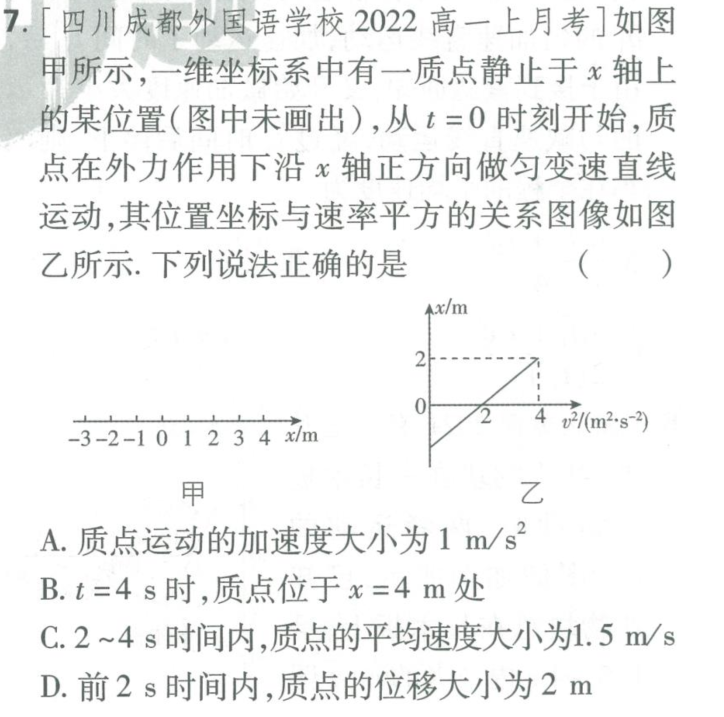 7. [四川成都外国语学校 2022 高一上月考]如图
甲所示,一维坐标系中有一质点静止于 x 轴上
的某位置(图中未画出),从 t = 0 时刻开始,质
点在外力作用下沿 x 轴正方向做匀变速直线
运动,其位置坐标与速率平方的关系图像如图
乙所示. 下列说法正确的是 ( )
x/m
2
0
2 4 v²/(m²·s⁻²)
-3 -2 -1 0 1 2 3 4 x/m
甲 乙
A. 质点运动的加速度大小为 1 m/s²
B. t = 4 s 时,质点位于 x = 4 m 处
C. 2 ~4 s 时间内,质点的平均速度大小为1.5 m/s
D. 前 2 s 时间内,质点的位移大小为 2 m